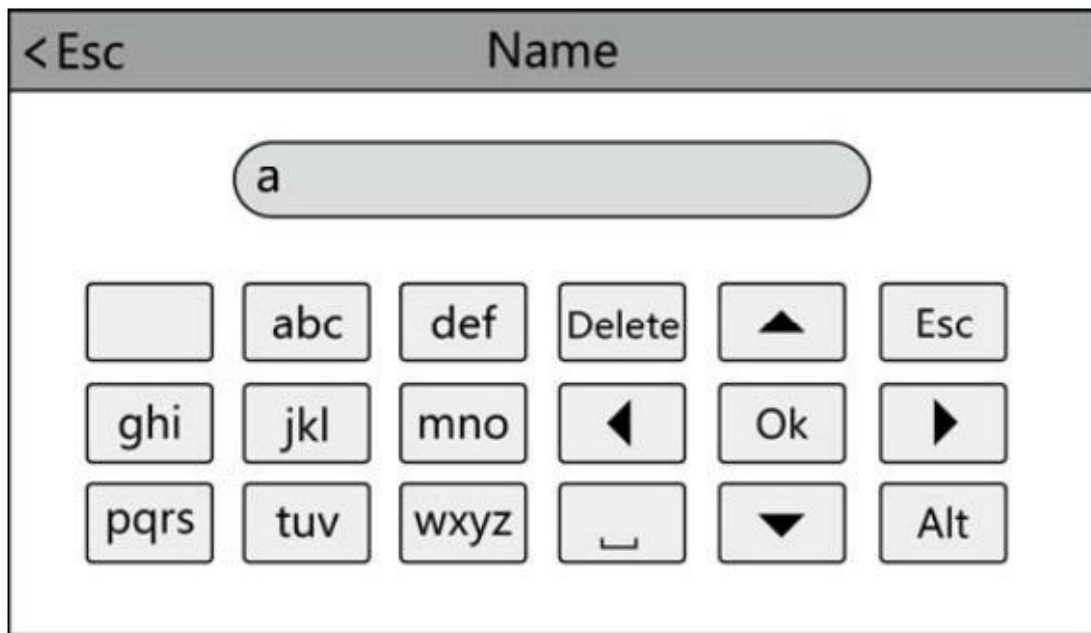 <Esc Name
a
abc def Delete ▲ Esc
ghi jkl mno ◀ Ok ▶
pqrs tuv wxyz ⎵ ▼ Alt